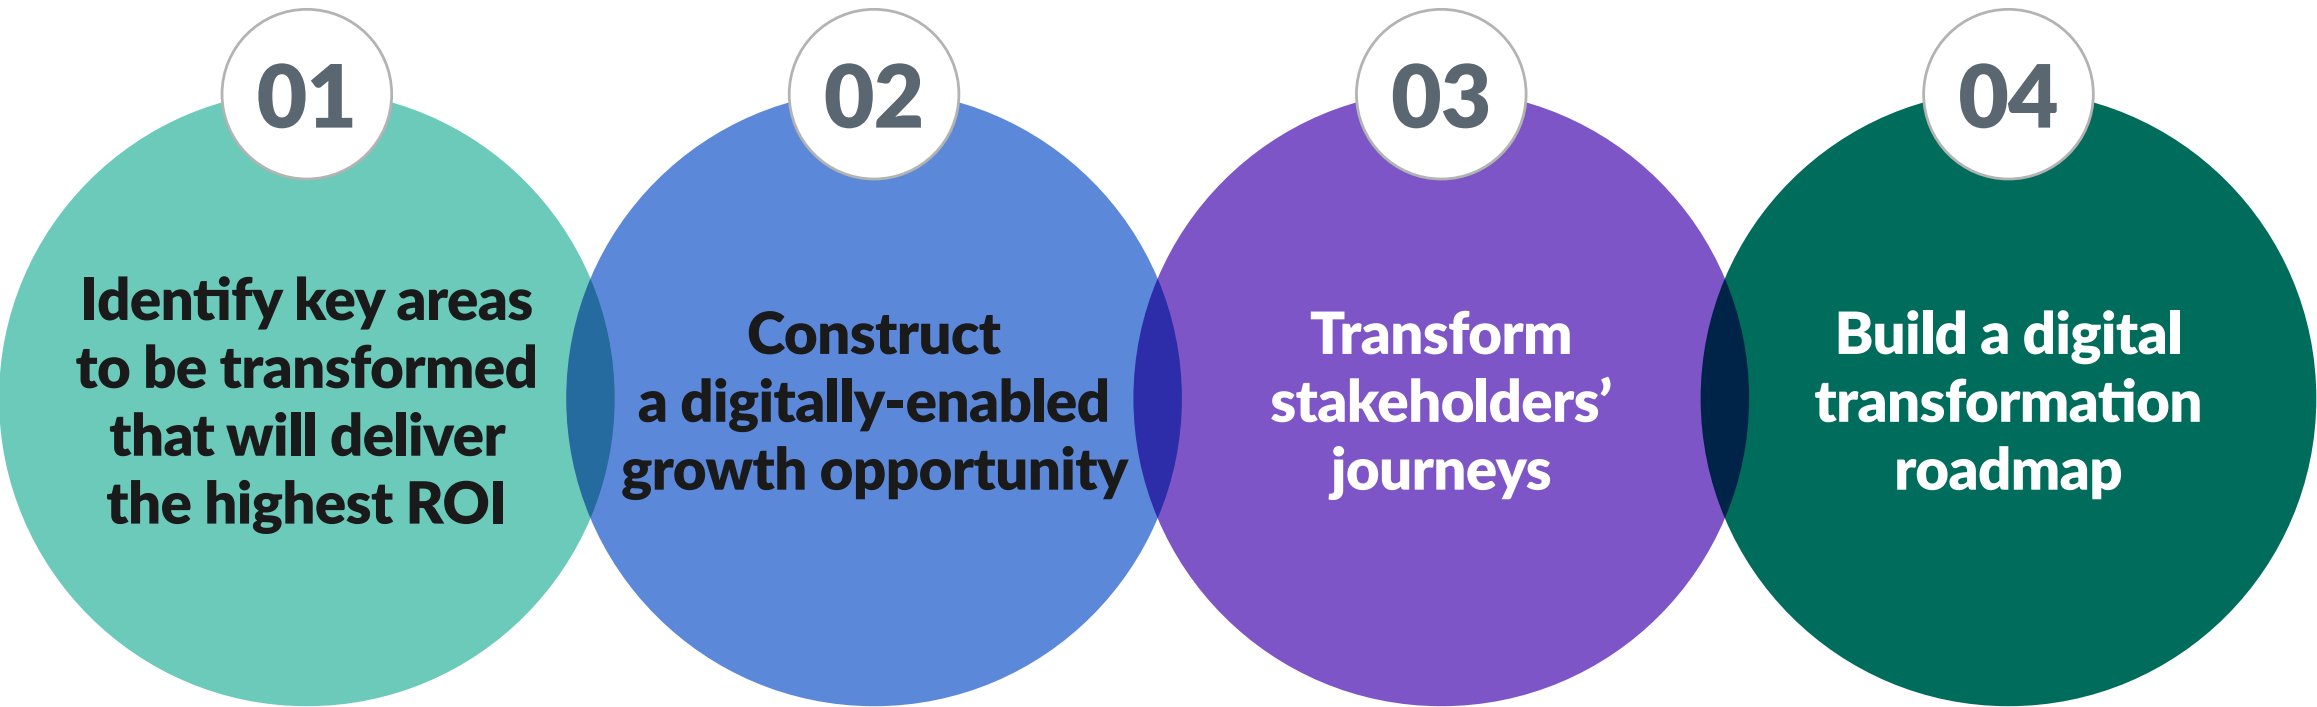 01
Identify key areas
to be transformed
that will deliver
the highest ROI
02
Construct
a digitally-enabled
growth opportunity
03
Transform
stakeholders’
journeys
04
Build a digital
transformation
roadmap